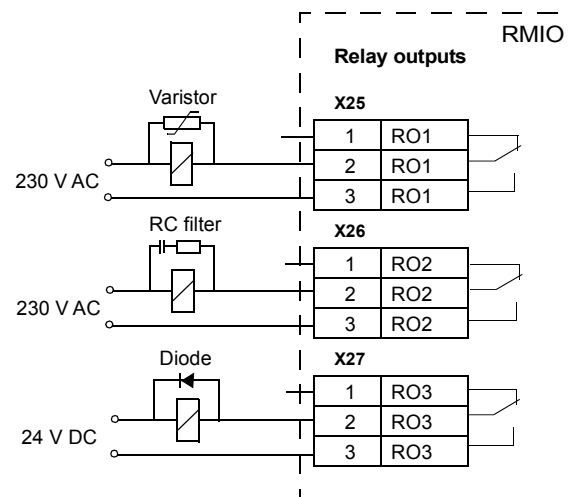 RMIO
Relay outputs
Varistor
X25
1 RO1
2 RO1
3 RO1
230 V AC
RC filter
X26
1 RO2
2 RO2
3 RO2
230 V AC
Diode
X27
1 RO3
2 RO3
3 RO3
24 V DC